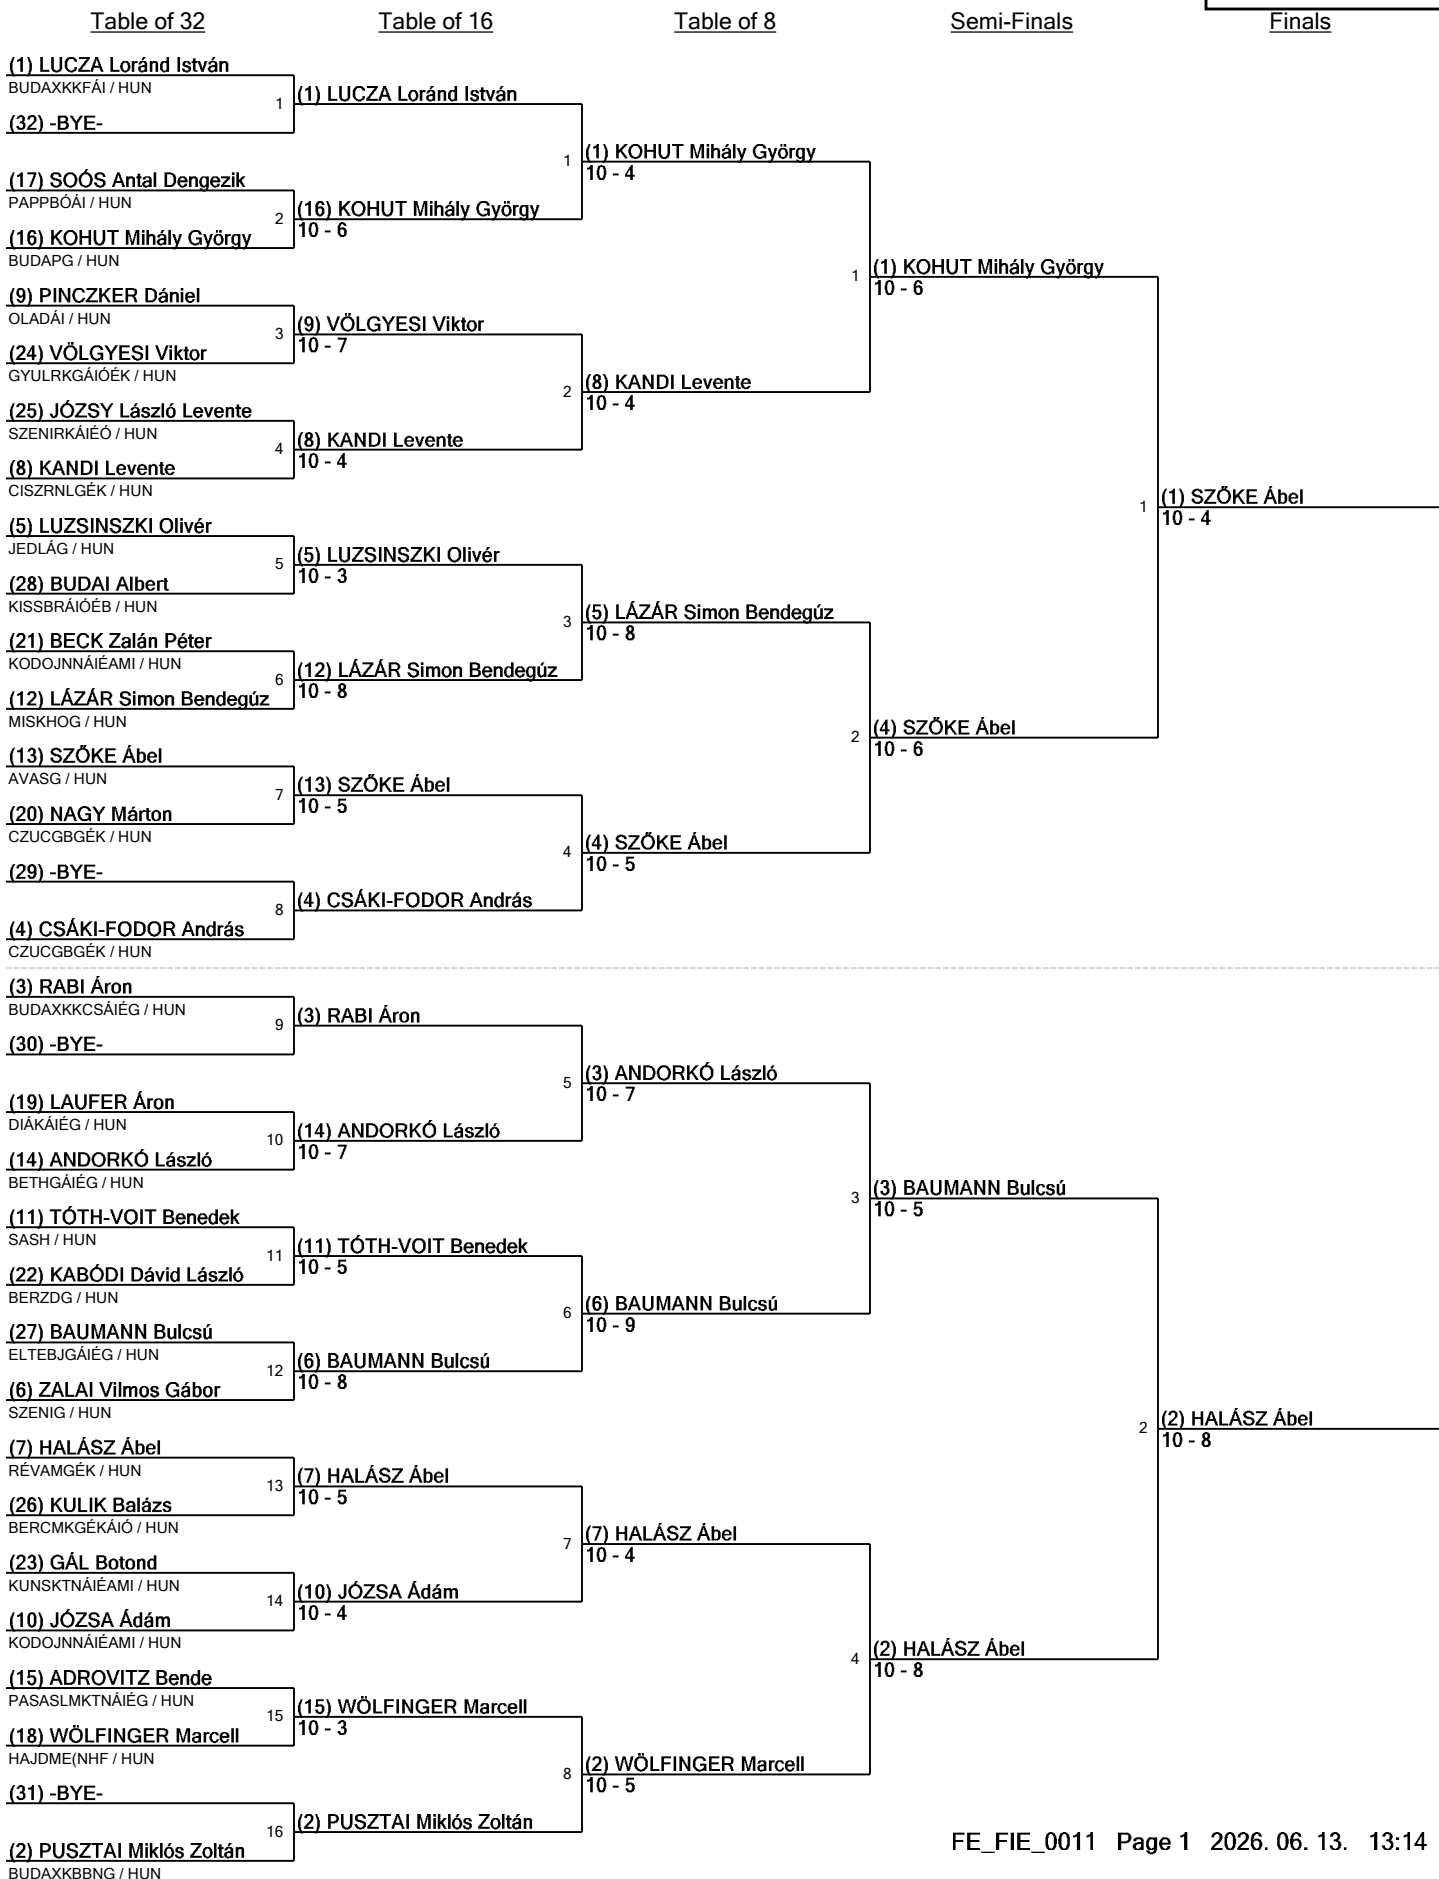 Table of 32
Table of 16
Table of 8
Semi-Finals
Finals
(1) LUCZA Loránd István
BUDAXKKFÁI / HUN
1
(32) -BYE-
(17) SOÓS Antal Dengezik
PAPPBÓÁI / HUN
2
(16) KOHUT Mihály György
BUDAPG / HUN
(9) PINCZKER Dániel
OLADÁI / HUN
3
(24) VÖLGYESI Viktor
GYULRKGÁIÓÉK / HUN
(25) JÓZSY László Levente
SZENIRKÁIÉÓ / HUN
4
(8) KANDI Levente
CISZRNLGÉK / HUN
(5) LUZSINSZKI Olivér
JEDLÁG / HUN
5
(28) BUDAI Albert
KISSBRÁIÓÉB / HUN
(21) BECK Zalán Péter
KODOJNNÁIÉAMI / HUN
6
(12) LÁZÁR Simon Bendegúz
MISKHOG / HUN
(13) SZŐKE Ábel
AVASG / HUN
7
(20) NAGY Márton
CZUCGBGÉK / HUN
(29) -BYE-
8
(4) CSÁKI-FODOR András
CZUCGBGÉK / HUN
(3) RABI Áron
BUDAXKKCSÁIÉG / HUN
9
(30) -BYE-
(19) LAUFER Áron
DIÁKÁIÉG / HUN
10
(14) ANDORKÓ László
BETHGÁIÉG / HUN
(11) TÓTH-VOIT Benedek
SASH / HUN
11
(22) KABÓDI Dávid László
BERZDG / HUN
(27) BAUMANN Bulcsú
ELTEBJGÁIÉG / HUN
12
(6) ZALAI Vilmos Gábor
SZENIG / HUN
(7) HALÁSZ Ábel
RÉVAMGÉK / HUN
13
(26) KULIK Balázs
BERCMKGÉKÁIÓ / HUN
(23) GÁL Botond
KUNSKTNÁIÉAMI / HUN
14
(10) JÓZSA Ádám
KODOJNNÁIÉAMI / HUN
(15) ADROVITZ Bende
PASASLMKTNÁIÉG / HUN
15
(18) WÖLFINGER Marcell
HAJDME(NHF / HUN
(31) -BYE-
16
(2) PUSZTAI Miklós Zoltán
BUDAXKBBNG / HUN
(1) LUCZA Loránd István
1
(16) KOHUT Mihály György
10 - 6
(9) VÖLGYESI Viktor
10 - 7
2
(8) KANDI Levente
10 - 4
(5) LUZSINSZKI Olivér
10 - 3
3
(12) LÁZÁR Simon Bendegúz
10 - 8
(13) SZŐKE Ábel
10 - 5
4
(4) CSÁKI-FODOR András
(3) RABI Áron
5
(14) ANDORKÓ László
10 - 7
(11) TÓTH-VOIT Benedek
10 - 5
6
(6) BAUMANN Bulcsú
10 - 8
(7) HALÁSZ Ábel
10 - 5
7
(10) JÓZSA Ádám
10 - 4
(15) WÖLFINGER Marcell
10 - 3
8
(2) PUSZTAI Miklós Zoltán
(1) KOHUT Mihály György
10 - 4
1
(8) KANDI Levente
10 - 4
(5) LÁZÁR Simon Bendegúz
10 - 8
2
(4) SZŐKE Ábel
10 - 5
(3) ANDORKÓ László
10 - 7
3
(6) BAUMANN Bulcsú
10 - 9
(7) HALÁSZ Ábel
10 - 4
4
(2) WÖLFINGER Marcell
10 - 5
(1) KOHUT Mihály György
10 - 6
1
(4) SZŐKE Ábel
10 - 6
(3) BAUMANN Bulcsú
10 - 5
2
(2) HALÁSZ Ábel
10 - 8
(1) SZŐKE Ábel
10 - 4
(2) HALÁSZ Ábel
10 - 8
FE_FIE_0011 Page 1 2026. 06. 13. 13:14